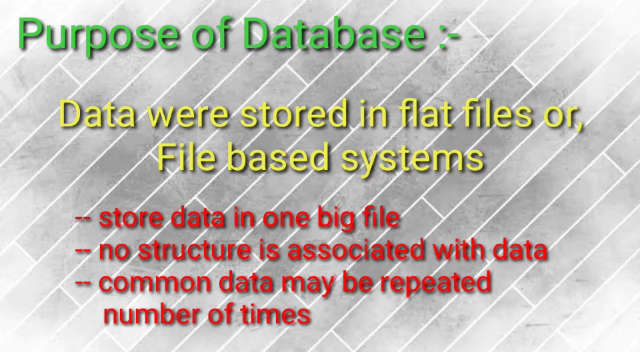 Purpose of Database :-
Data were stored in flat files or,
File based systems
-- store data in one big file
-- no structure is associated with data
-- common data may be repeated
number of times